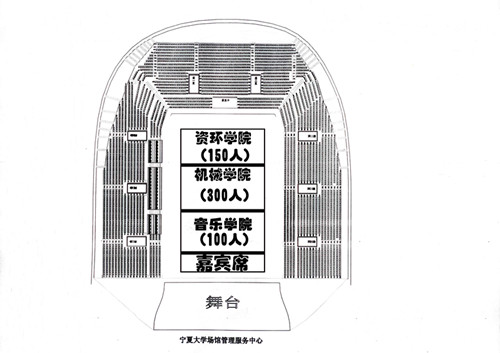 资环学院
(150人)
机械学院
(300人)
音乐学院
(100人)
嘉宾席
舞台
宁夏大学场馆管理服务中心